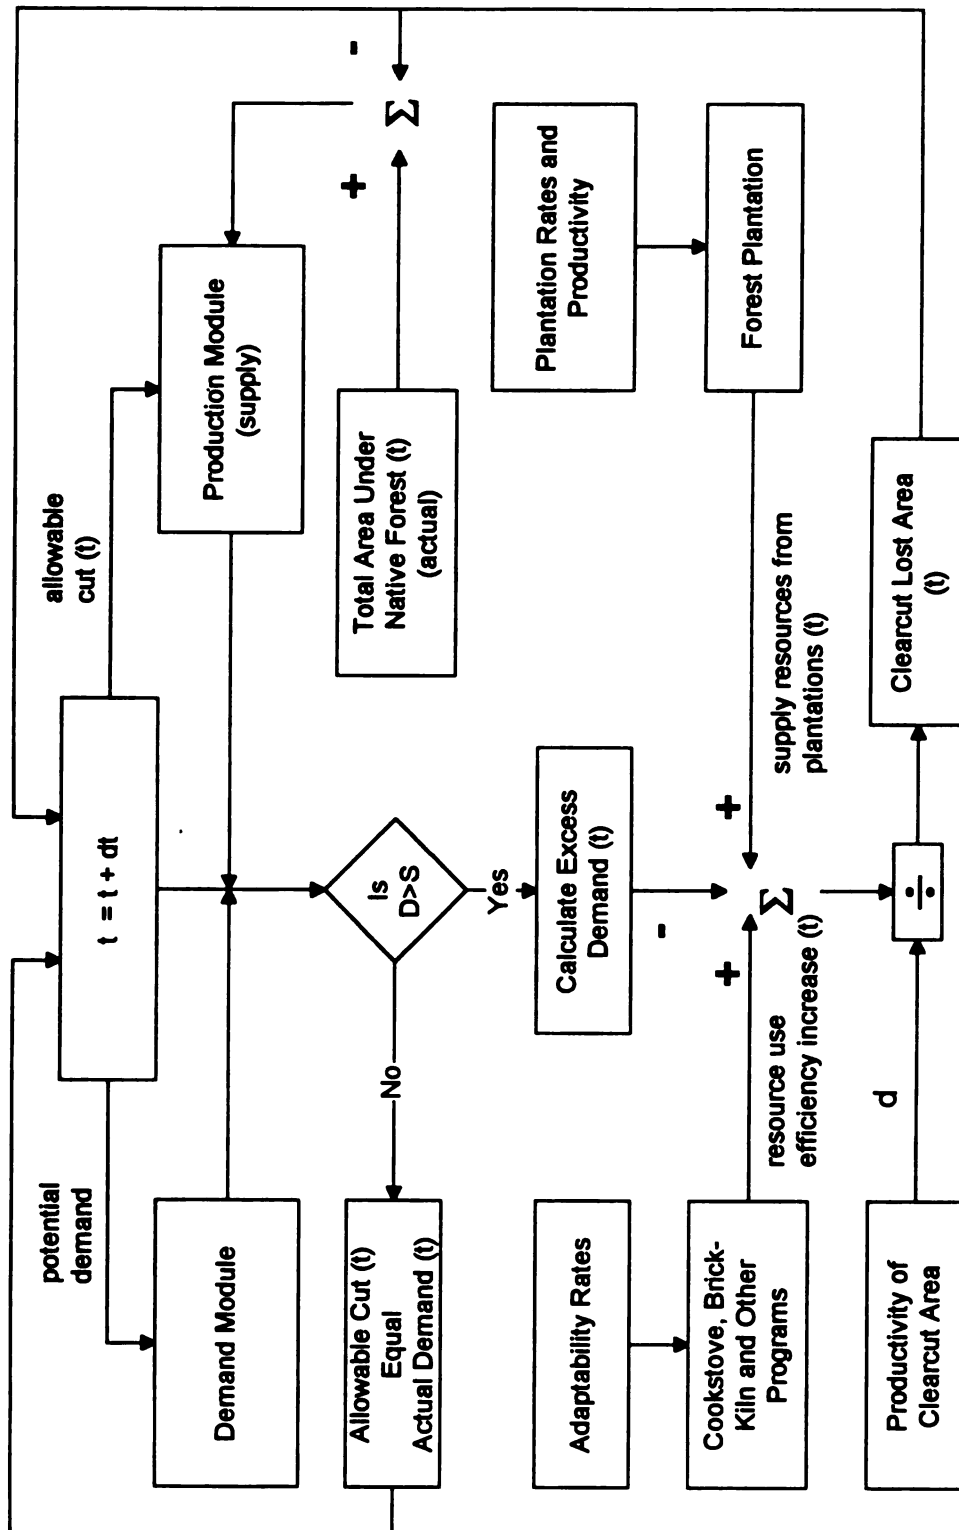 t = t + dt
potential
demand
allowable
cut (t)
Demand Module
Production Module
(supply)
-
+
Σ
Total Area Under
Native Forest (t)
(actual)
Is
D>S
No
Yes
Allowable Cut (t)
Equal
Actual Demand (t)
Calculate Excess
Demand (t)
Adaptability Rates
Plantation Rates and
Productivity
Cookstove, Brick-
Kiln and Other
Programs
Forest Plantation
resource use
efficiency increase (t)
+
-
+
Σ
supply resources from
plantations (t)
Productivity of
Clearcut Area
d
÷
Clearcut Lost Area
(t)